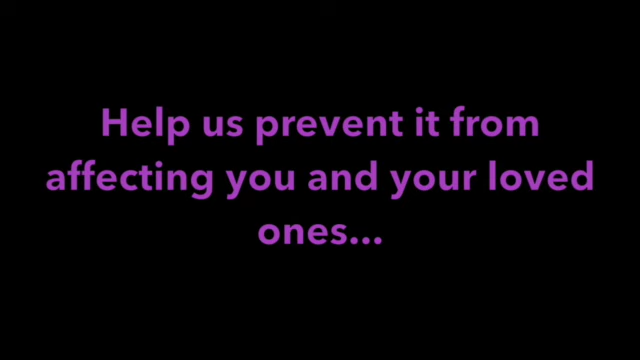 Help us prevent it from
affecting you and your loved
ones...